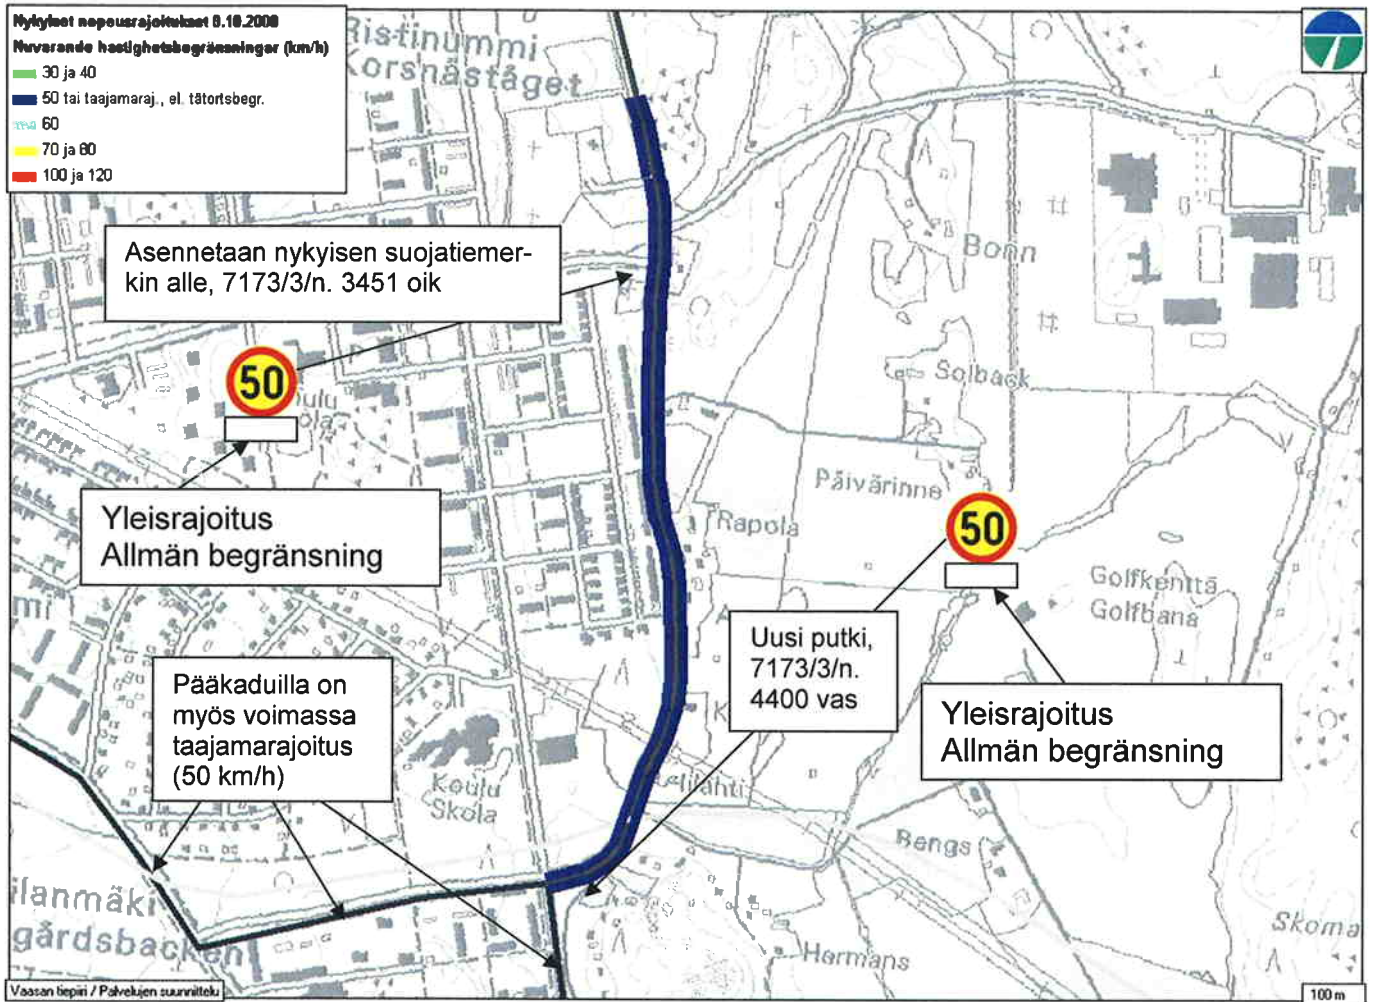 Nykyiset nopeusrajoitukset 8.10.2008
Nuvarande hastighetsbegränsningar (km/h)
30 ja 40
50 tai taajamaraj., el. tätortsbegr.
60
70 ja 80
100 ja 120
Ristinummi
Korsnäståget
Asennetaan nykyisen suojatiemer-
kin alle, 7173/3/n. 3451 oik
Bonn
50
Solback
Yleisrajoitus
Allmän begränsning
Päivärinne
Rapola
50
Golfkenttä
Golfbana
Uusi putki,
7173/3/n.
4400 vas
Yleisrajoitus
Allmän begränsning
Pääkaduilla on
myös voimassa
taajamarajoitus
(50 km/h)
Koulu
Skola
Bengs
ilanmäki
gårdsbacken
Hermans
Skoma
Vaasan tiepiiri / Palvelujen suunnittelu
100 m